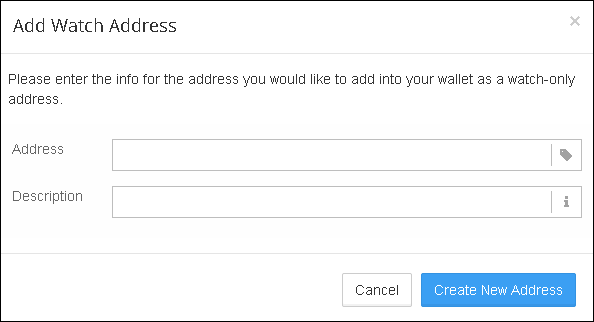 Add Watch Address
×
Please enter the info for the address you would like to add into your wallet as a watch-only
address.
Address
Description
Cancel
Create New Address